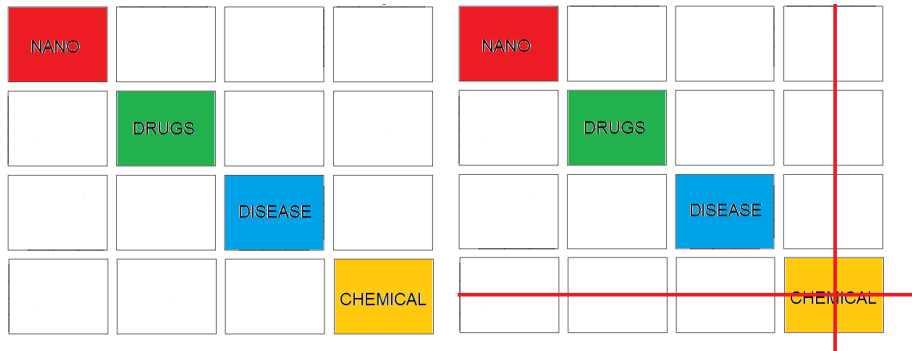 NANO
DRUGS
DISEASE
CHEMICAL
NANO
DRUGS
DISEASE
CHEMICAL